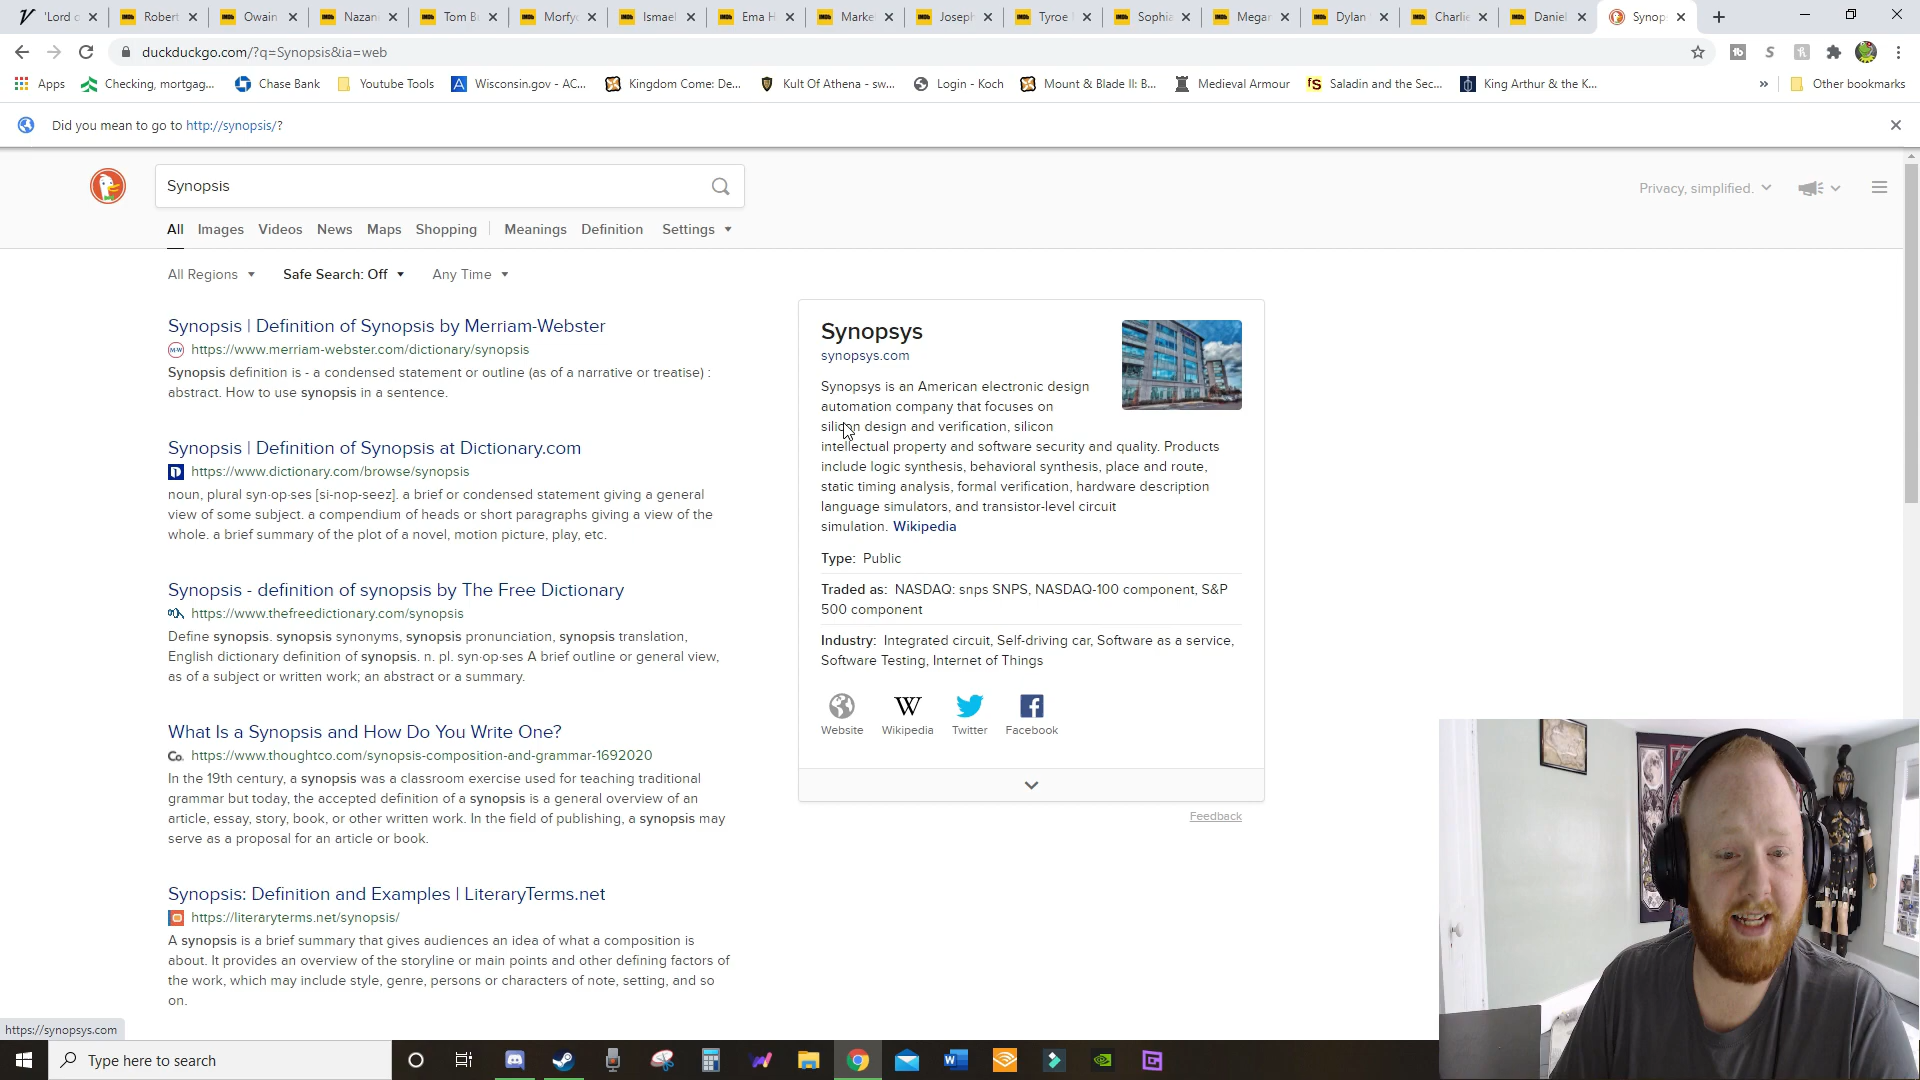 'Lord o
Robert
Owain
Nazani
Tom B
Morfyd
Ismael
Ema H
Marke
Joseph
Tyroe
Sophia
Megan
Dylan
Charlie
Daniel
Synop
duckduckgo.com/?q=Synopsis&ia=web
Apps
Checking, mortgag...
Chase Bank
Youtube Tools
Wisconsin.gov - AC...
Kingdom Come: De...
Kult Of Athena - sw...
Login - Koch
Mount & Blade II: B...
Medieval Armour
Saladin and the Sec...
King Arthur & the K...
»
Other bookmarks
Did you mean to go to http://synopsis/?
Synopsis
Privacy, simplified.
All Images Videos News Maps Shopping Meanings Definition Settings
All Regions Safe Search: Off Any Time
Synopsis | Definition of Synopsis by Merriam-Webster
https://www.merriam-webster.com/dictionary/synopsis
Synopsis definition is - a condensed statement or outline (as of a narrative or treatise) :
abstract. How to use synopsis in a sentence.
Synopsis | Definition of Synopsis at Dictionary.com
https://www.dictionary.com/browse/synopsis
noun, plural syn·op·ses [si-nop-seez]. a brief or condensed statement giving a general
view of some subject. a compendium of heads or short paragraphs giving a view of the
whole. a brief summary of the plot of a novel, motion picture, play, etc.
Synopsis - definition of synopsis by The Free Dictionary
https://www.thefreedictionary.com/synopsis
Define synopsis. synopsis synonyms, synopsis pronunciation, synopsis translation,
English dictionary definition of synopsis. n. pl. syn·op·ses A brief outline or general view,
as of a subject or written work; an abstract or a summary.
What Is a Synopsis and How Do You Write One?
Co. https://www.thoughtco.com/synopsis-composition-and-grammar-1692020
In the 19th century, a synopsis was a classroom exercise used for teaching traditional
grammar but today, the accepted definition of a synopsis is a general overview of an
article, essay, story, book, or other written work. In the field of publishing, a synopsis may
serve as a proposal for an article or book.
Synopsis: Definition and Examples | LiteraryTerms.net
https://literaryterms.net/synopsis/
A synopsis is a brief summary that gives audiences an idea of what a composition is
about. It provides an overview of the storyline or main points and other defining factors of
the work, which may include style, genre, persons or characters of note, setting, and so
on.
Synopsys
synopsys.com
Synopsys is an American electronic design
automation company that focuses on
silicon design and verification, silicon
intellectual property and software security and quality. Products
include logic synthesis, behavioral synthesis, place and route,
static timing analysis, formal verification, hardware description
language simulators, and transistor-level circuit
simulation. Wikipedia
Type: Public
Traded as: NASDAQ: snps SNPS, NASDAQ-100 component, S&P
500 component
Industry: Integrated circuit, Self-driving car, Software as a service,
Software Testing, Internet of Things
Website Wikipedia Twitter Facebook
Feedback
https://synopsys.com
Type here to search